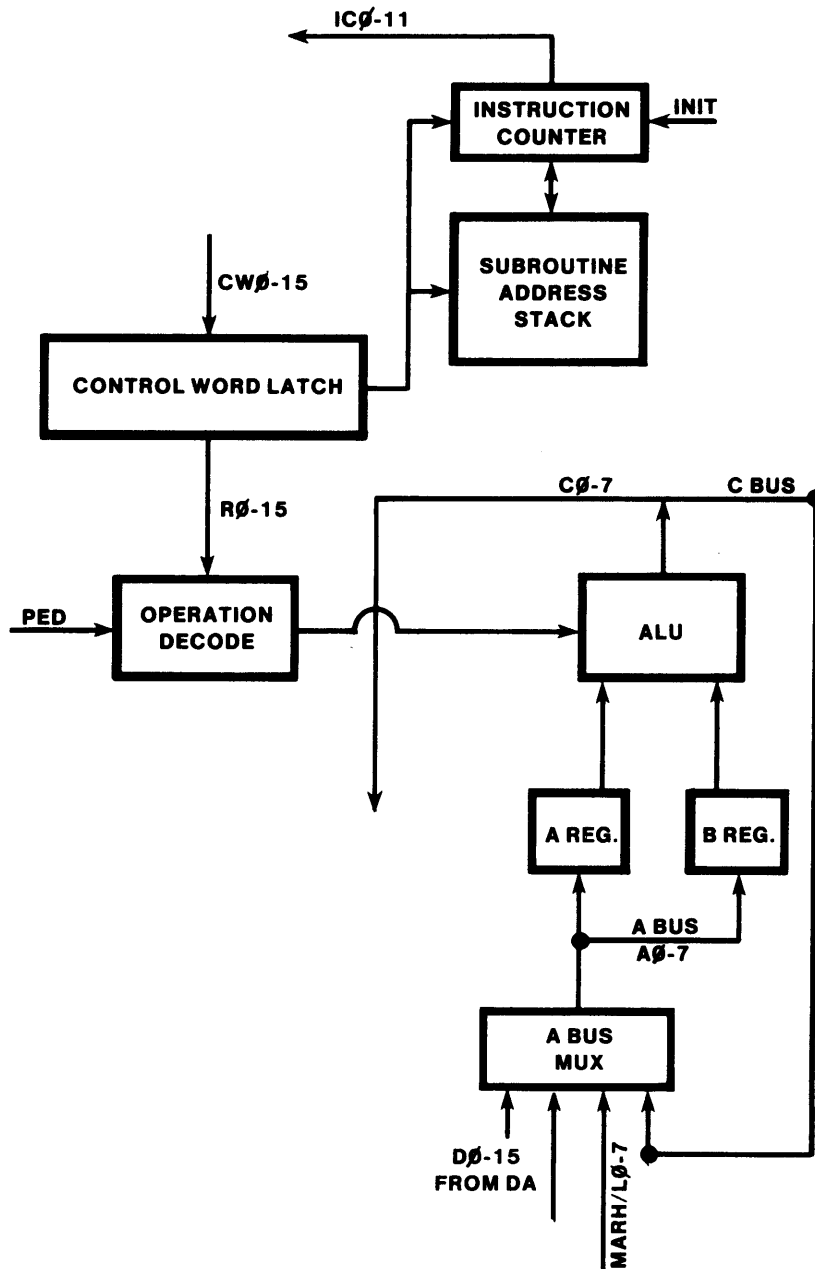 ICØ-11
INSTRUCTION
COUNTER
INIT
SUBROUTINE
ADDRESS
STACK
CWØ-15
CONTROL WORD LATCH
RØ-15
CØ-7
C BUS
PED
OPERATION
DECODE
ALU
A REG.
B REG.
A BUS
AØ-7
A BUS
MUX
DØ-15
FROM DA
MARH/LØ-7